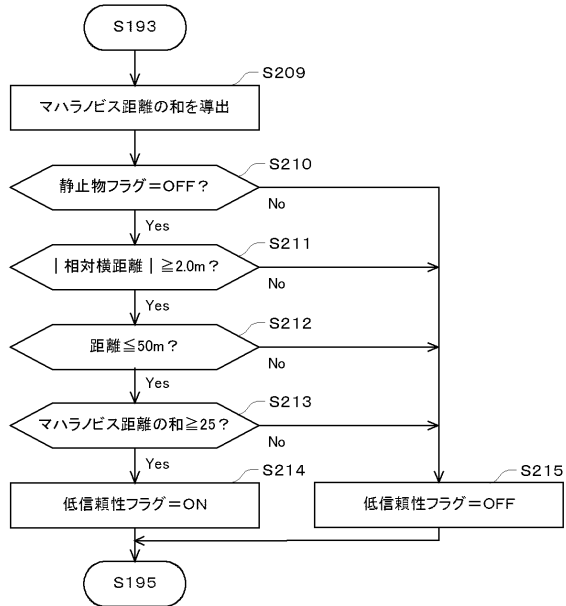 S193
S209
マハラノビス距離の和を導出
S210
静止物フラグ＝OFF？
No
Yes
S211
｜相対横距離｜≧2.0m？
No
Yes
S212
距離≦50m？
No
Yes
S213
マハラノビス距離の和≧25？
No
Yes
S214
S215
低信頼性フラグ＝ON
低信頼性フラグ＝OFF
S195